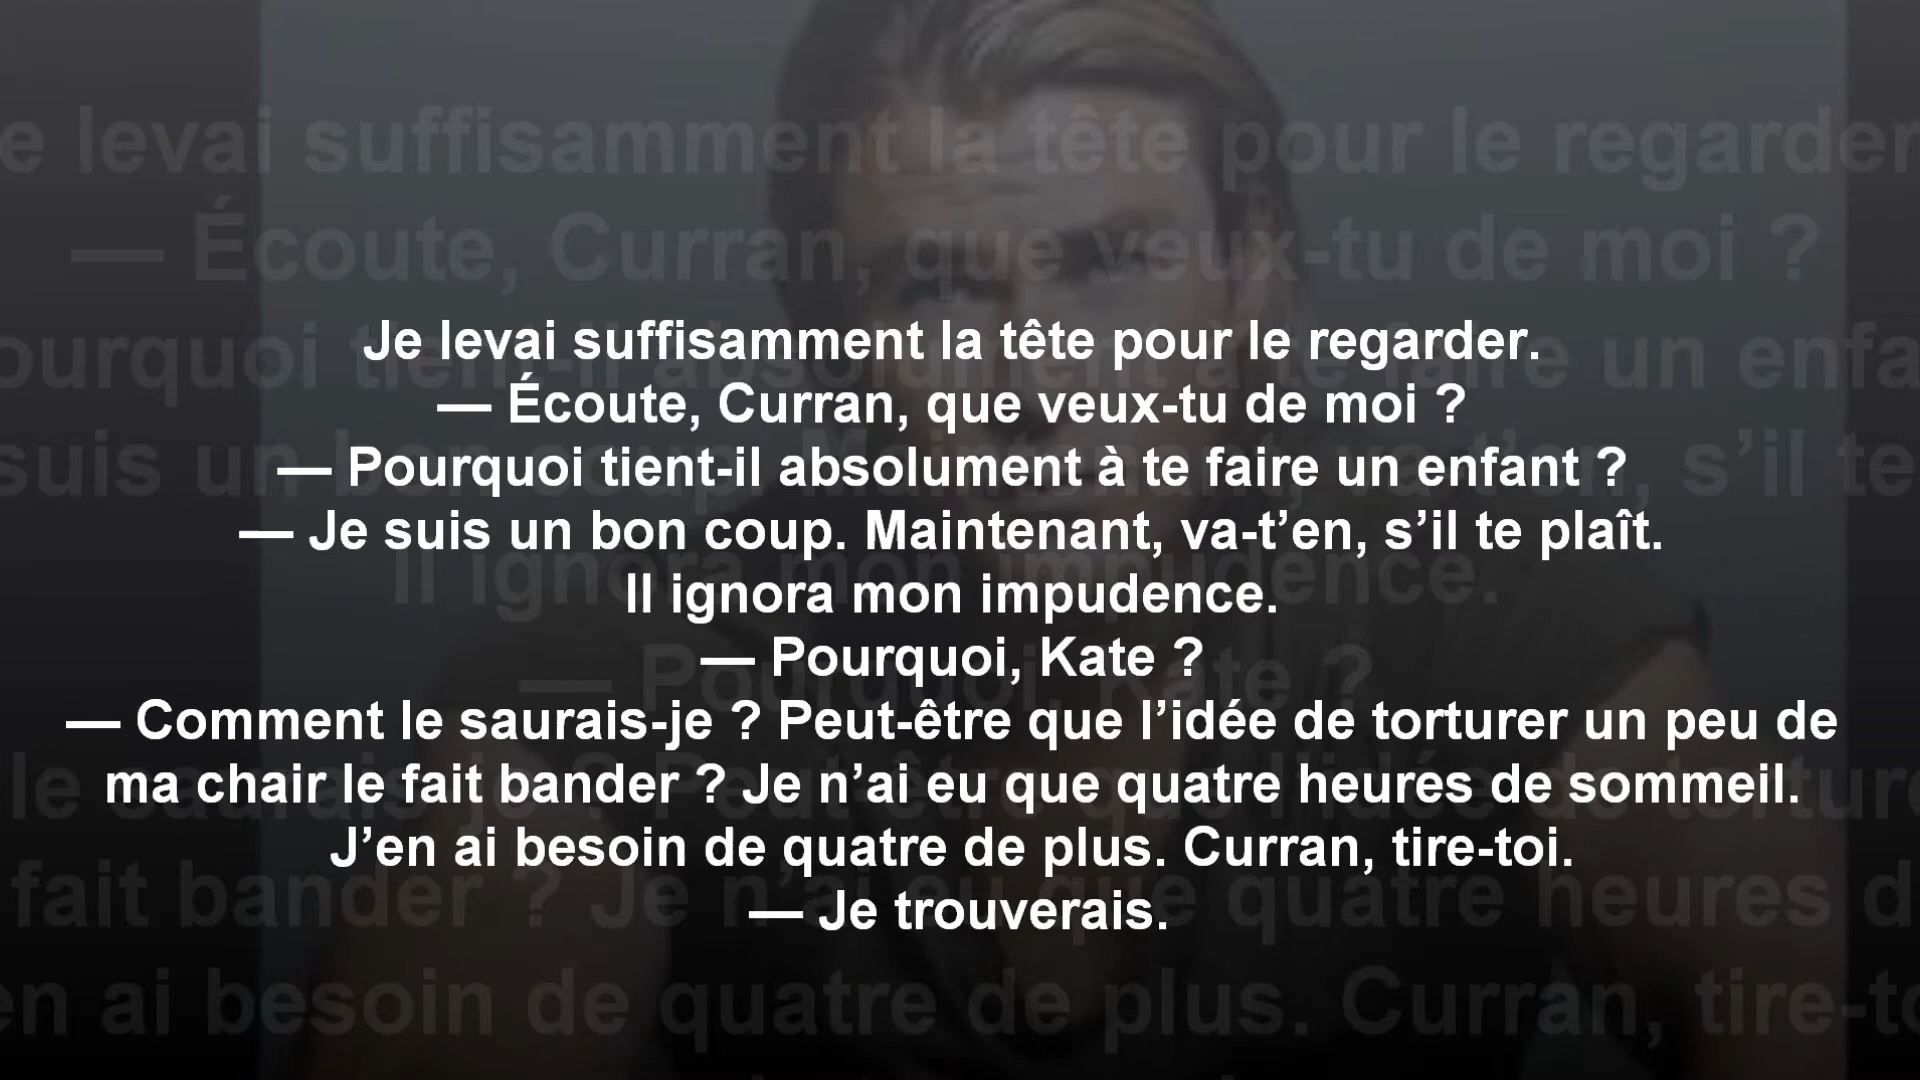 Je levai suffisamment la tête pour le regarder.
— Écoute, Curran, que veux-tu de moi ?
— Pourquoi tient-il absolument à te faire un enfant ?
— Je suis un bon coup. Maintenant, va-t’en, s’il te plaît.
Il ignora mon impudence.
— Pourquoi, Kate ?
— Comment le saurais-je ? Peut-être que l’idée de torturer un peu de
ma chair le fait bander ? Je n’ai eu que quatre heures de sommeil.
J’en ai besoin de quatre de plus. Curran, tire-toi.
— Je trouverais.